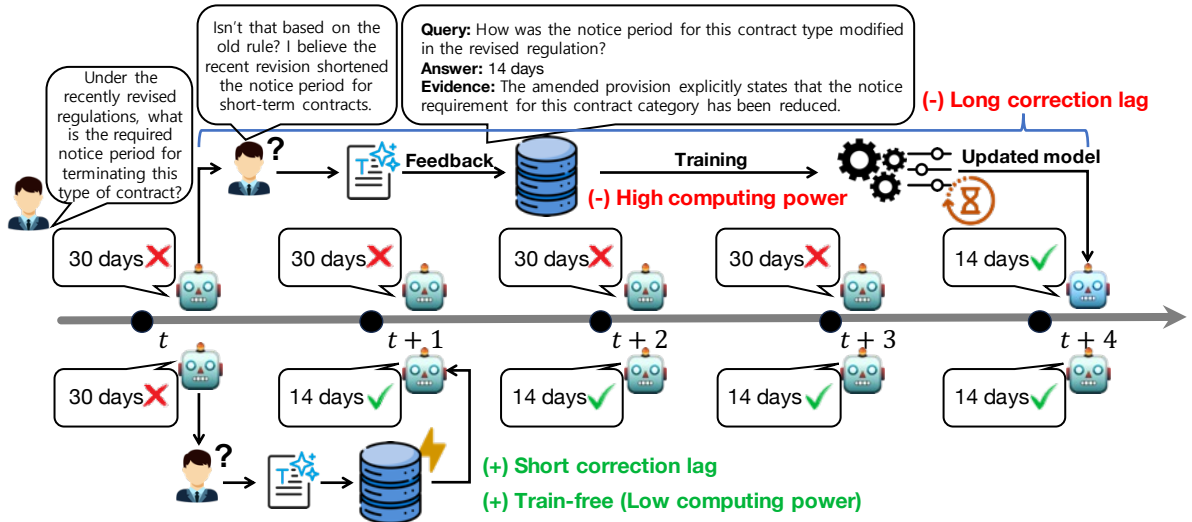 Under the
recently revised
regulations, what
is the required
notice period for
terminating this
type of contract?
Isn't that based on the
old rule? I believe the
recent revision shortened
the notice period for
short-term contracts.
Query: How was the notice period for this contract type modified
in the revised regulation?
Answer: 14 days
Evidence: The amended provision explicitly states that the notice
requirement for this contract category has been reduced.
(-) Long correction lag
?
T
Feedback
Training
Updated model
(-) High computing power
30 days
30 days
30 days
30 days
14 days
t
t + 1
t + 2
t + 3
t + 4
30 days
14 days
14 days
14 days
14 days
?
T
(+) Short correction lag
(+) Train-free (Low computing power)